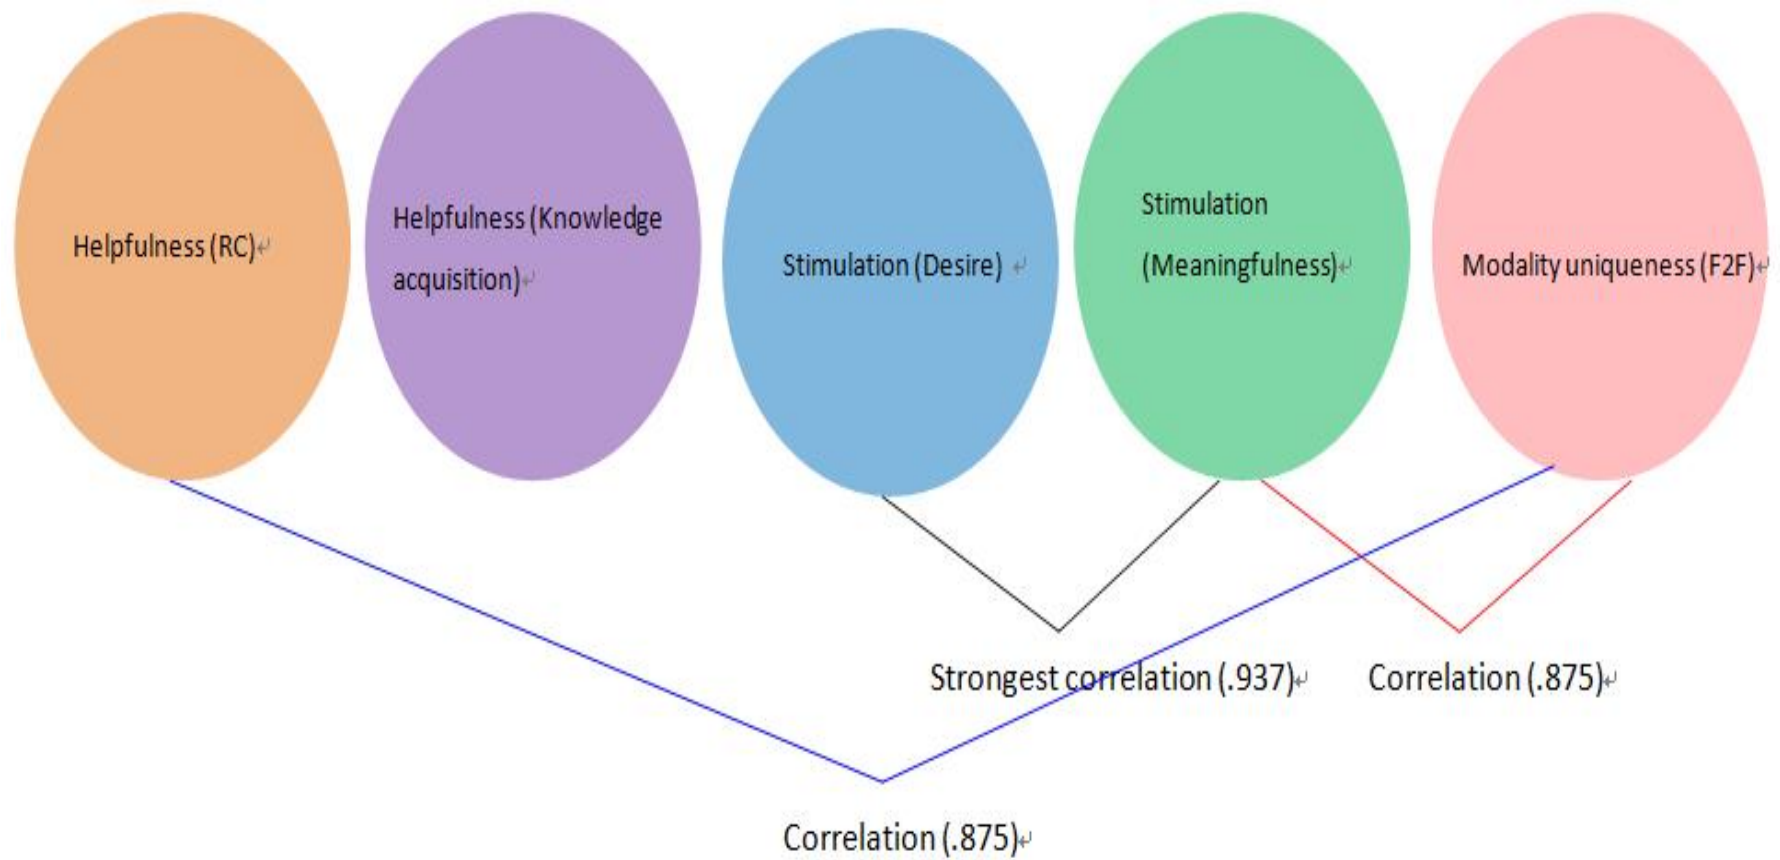 Helpfulness (RC)↵
Helpfulness (Knowledge
acquisition)↵
Stimulation (Desire) ↵
Stimulation
(Meaningfulness)↵
Modality uniqueness (F2F)↵
Strongest correlation (.937)↵
Correlation (.875)↵
Correlation (.875)↵